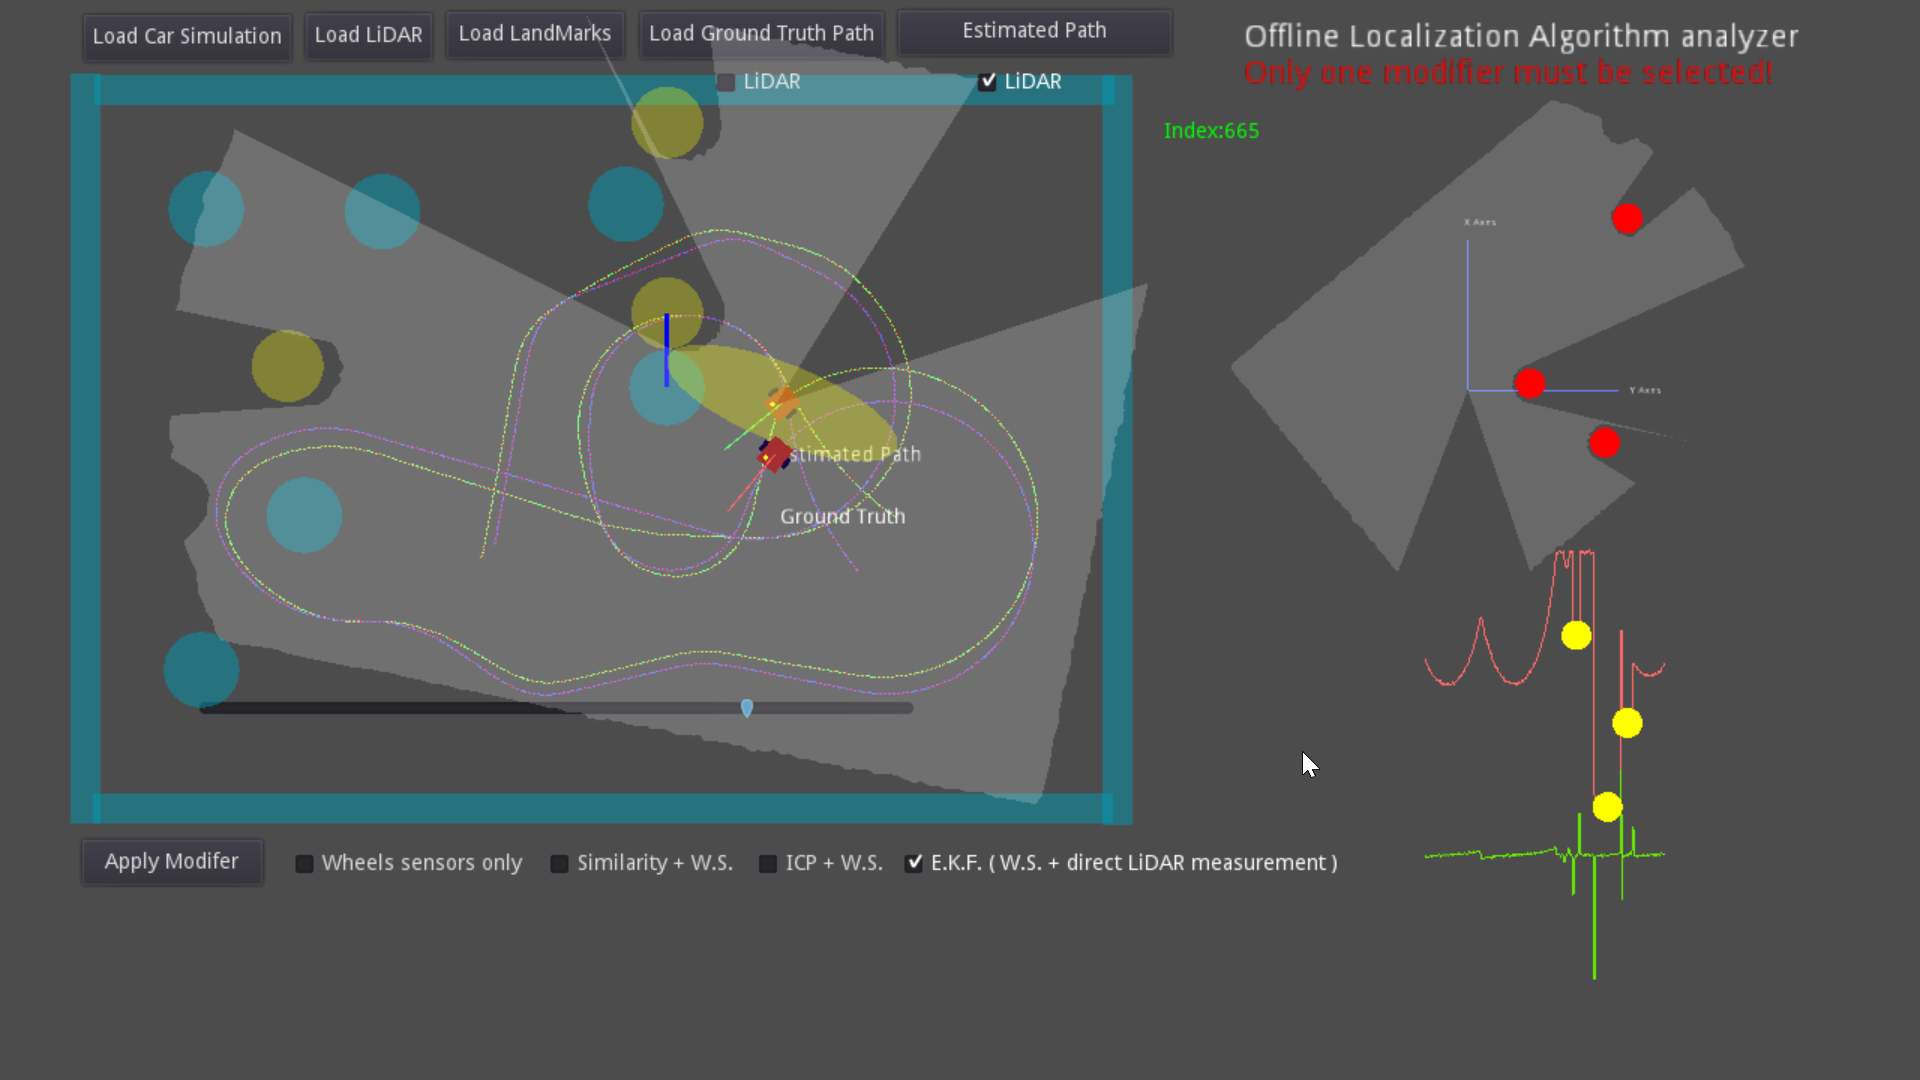 Load Car Simulation
Load LiDAR
Load LandMarks
Load Ground Truth Path
Estimated Path
Offline Localization Algorithm analyzer
Only one modifier must be selected!
LiDAR
LiDAR
Index:665
X Axes
Y Axes
stimated Path
Ground Truth
Apply Modifer
Wheels sensors only
Similarity + W.S.
ICP + W.S.
E.K.F. ( W.S. + direct LiDAR measurement )